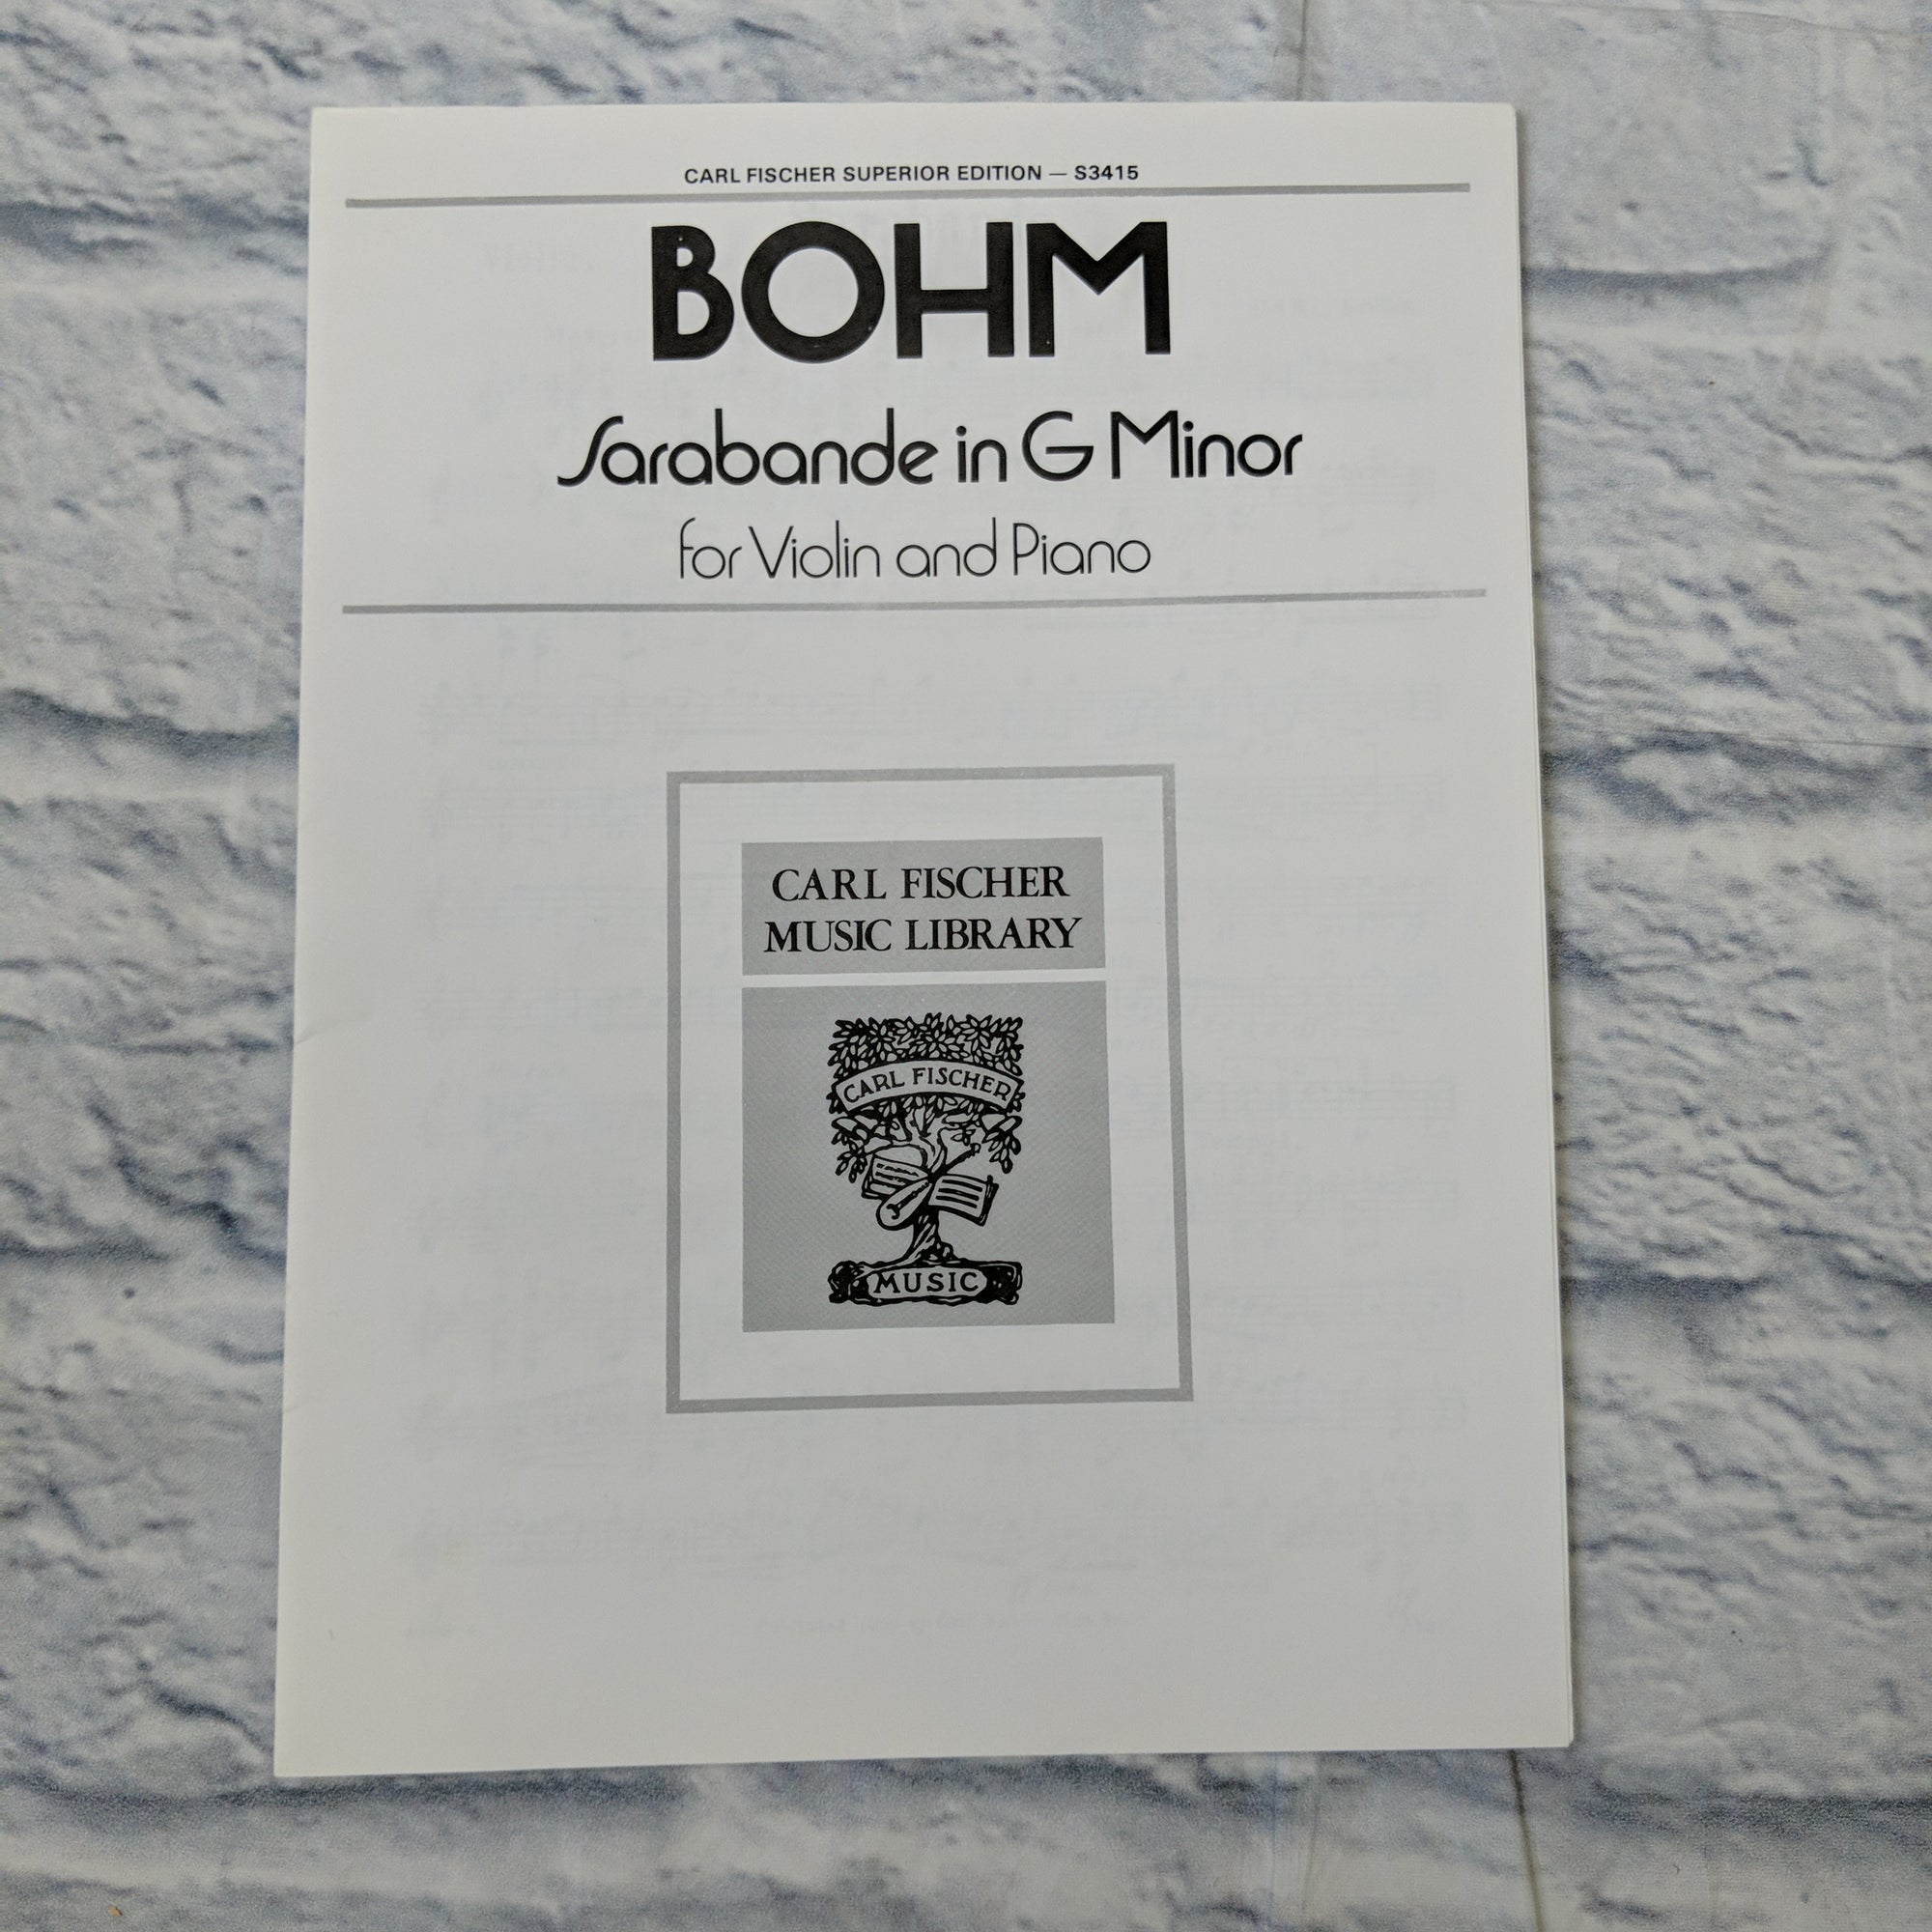 CARL FISCHER SUPERIOR EDITION — S3415
BOHM
Sarabande in G Minor
for Violin and Piano
CARL FISCHER
MUSIC LIBRARY
CARL FISCHER
MUSIC